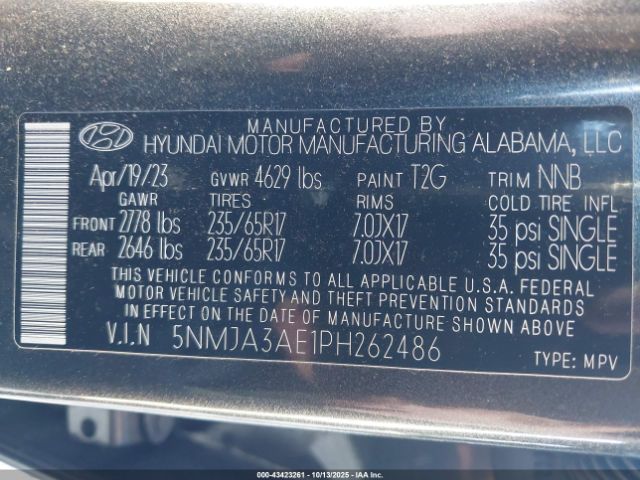 MANUFACTURED BY
HYUNDAI MOTOR MANUFACTURING ALABAMA, LLC
Apr/19/23 GVWR 4629 lbs PAINT T2G TRIM NNB
GAWR TIRES RIMS COLD TIRE INFL
FRONT 2778 lbs 235/65R17 7.0JX17 35 psi SINGLE
REAR 2646 lbs 235/65R17 7.0JX17 35 psi SINGLE
THIS VEHICLE CONFORMS TO ALL APPLICABLE U.S.A. FEDERAL
MOTOR VEHICLE SAFETY AND THEFT PREVENTION STANDARDS
IN EFFECT ON THE DATE OF MANUFACTURE SHOWN ABOVE.
V.I.N 5NMJA3AE1PH262486
TYPE: MPV
000-43423261 | 10/13/2025 - IAA Inc.